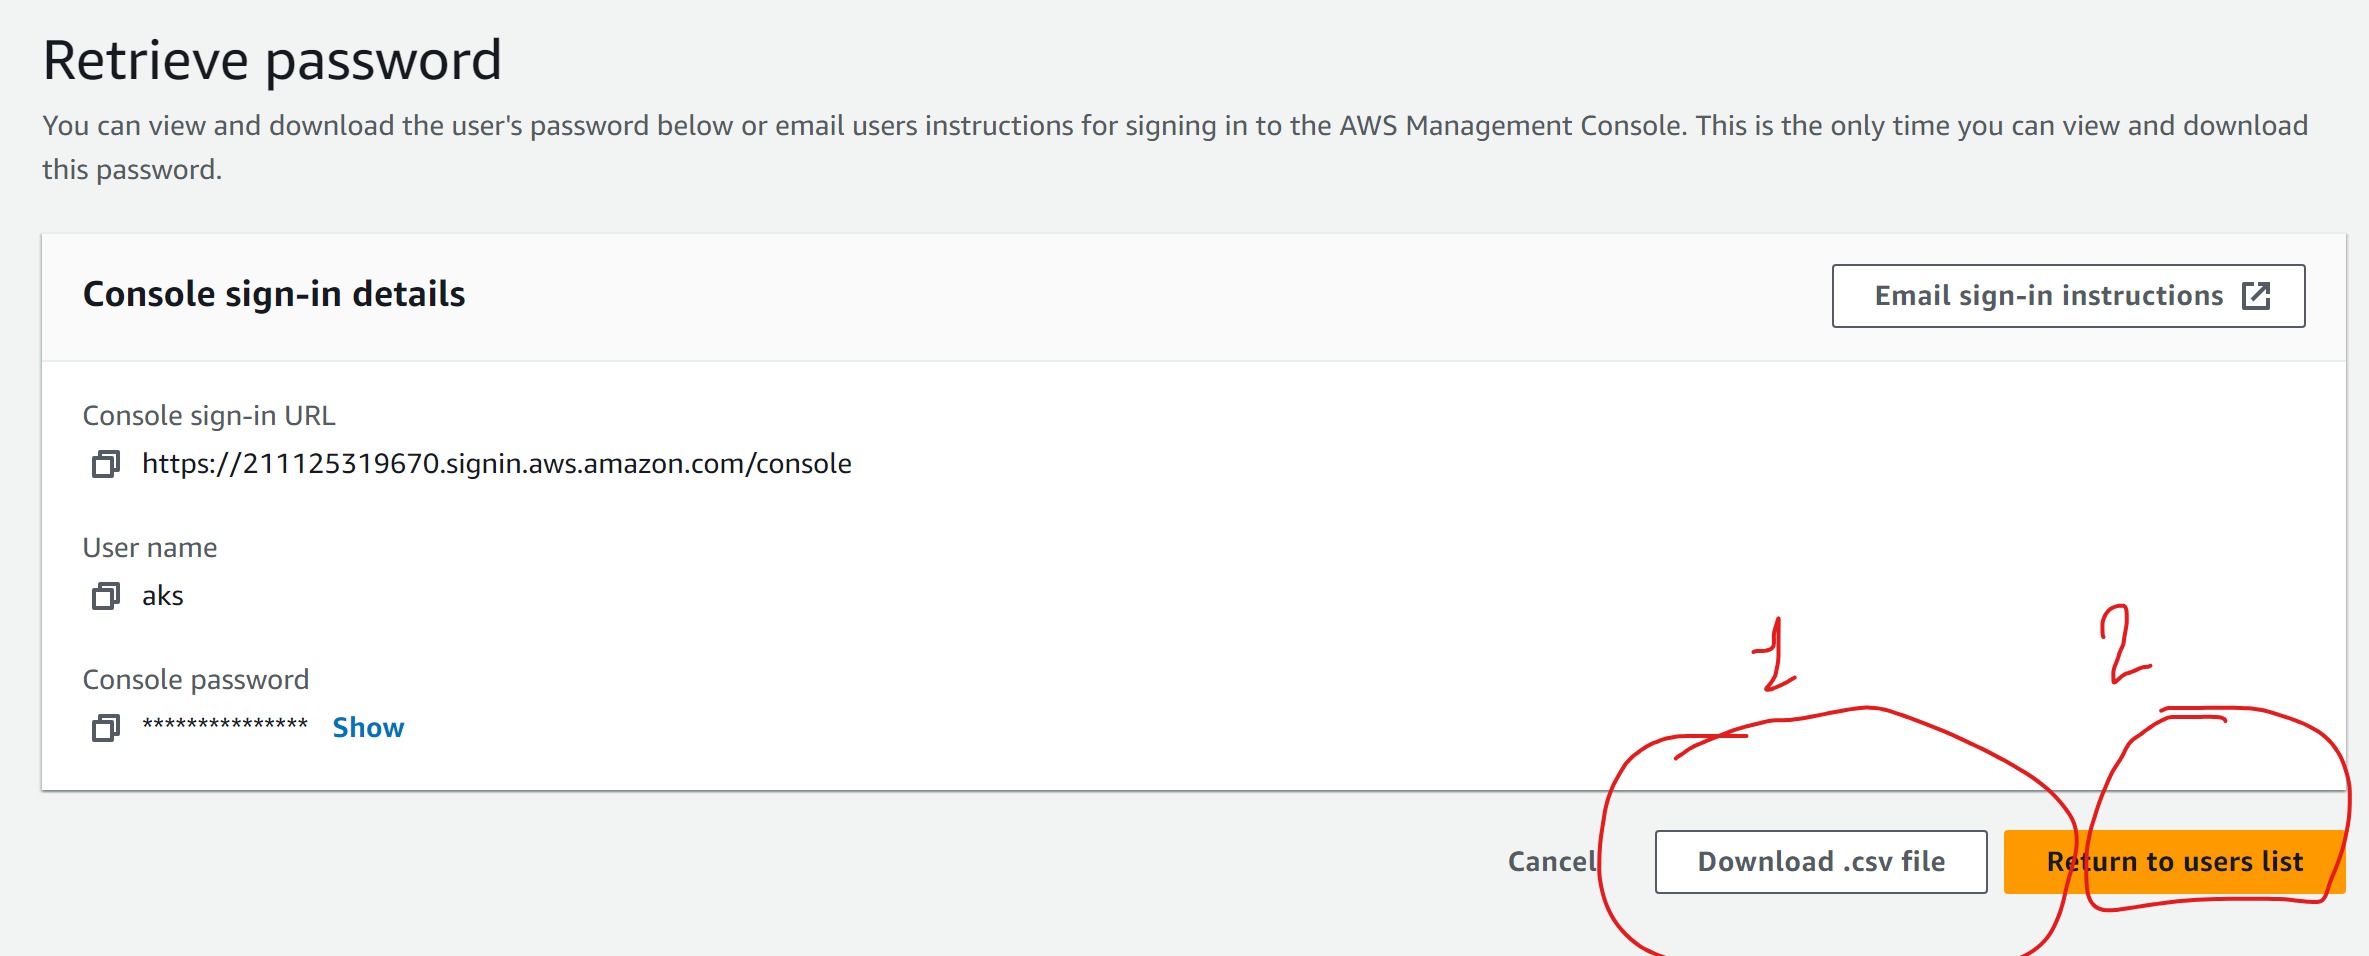 Retrieve password
You can view and download the user's password below or email users instructions for signing in to the AWS Management Console. This is the only time you can view and download
this password.
Console sign-in details
Email sign-in instructions
Console sign-in URL
https://211125319670.signin.aws.amazon.com/console
User name
aks
Console password
*************** Show
1
2
Cancel
Download .csv file
Return to users list